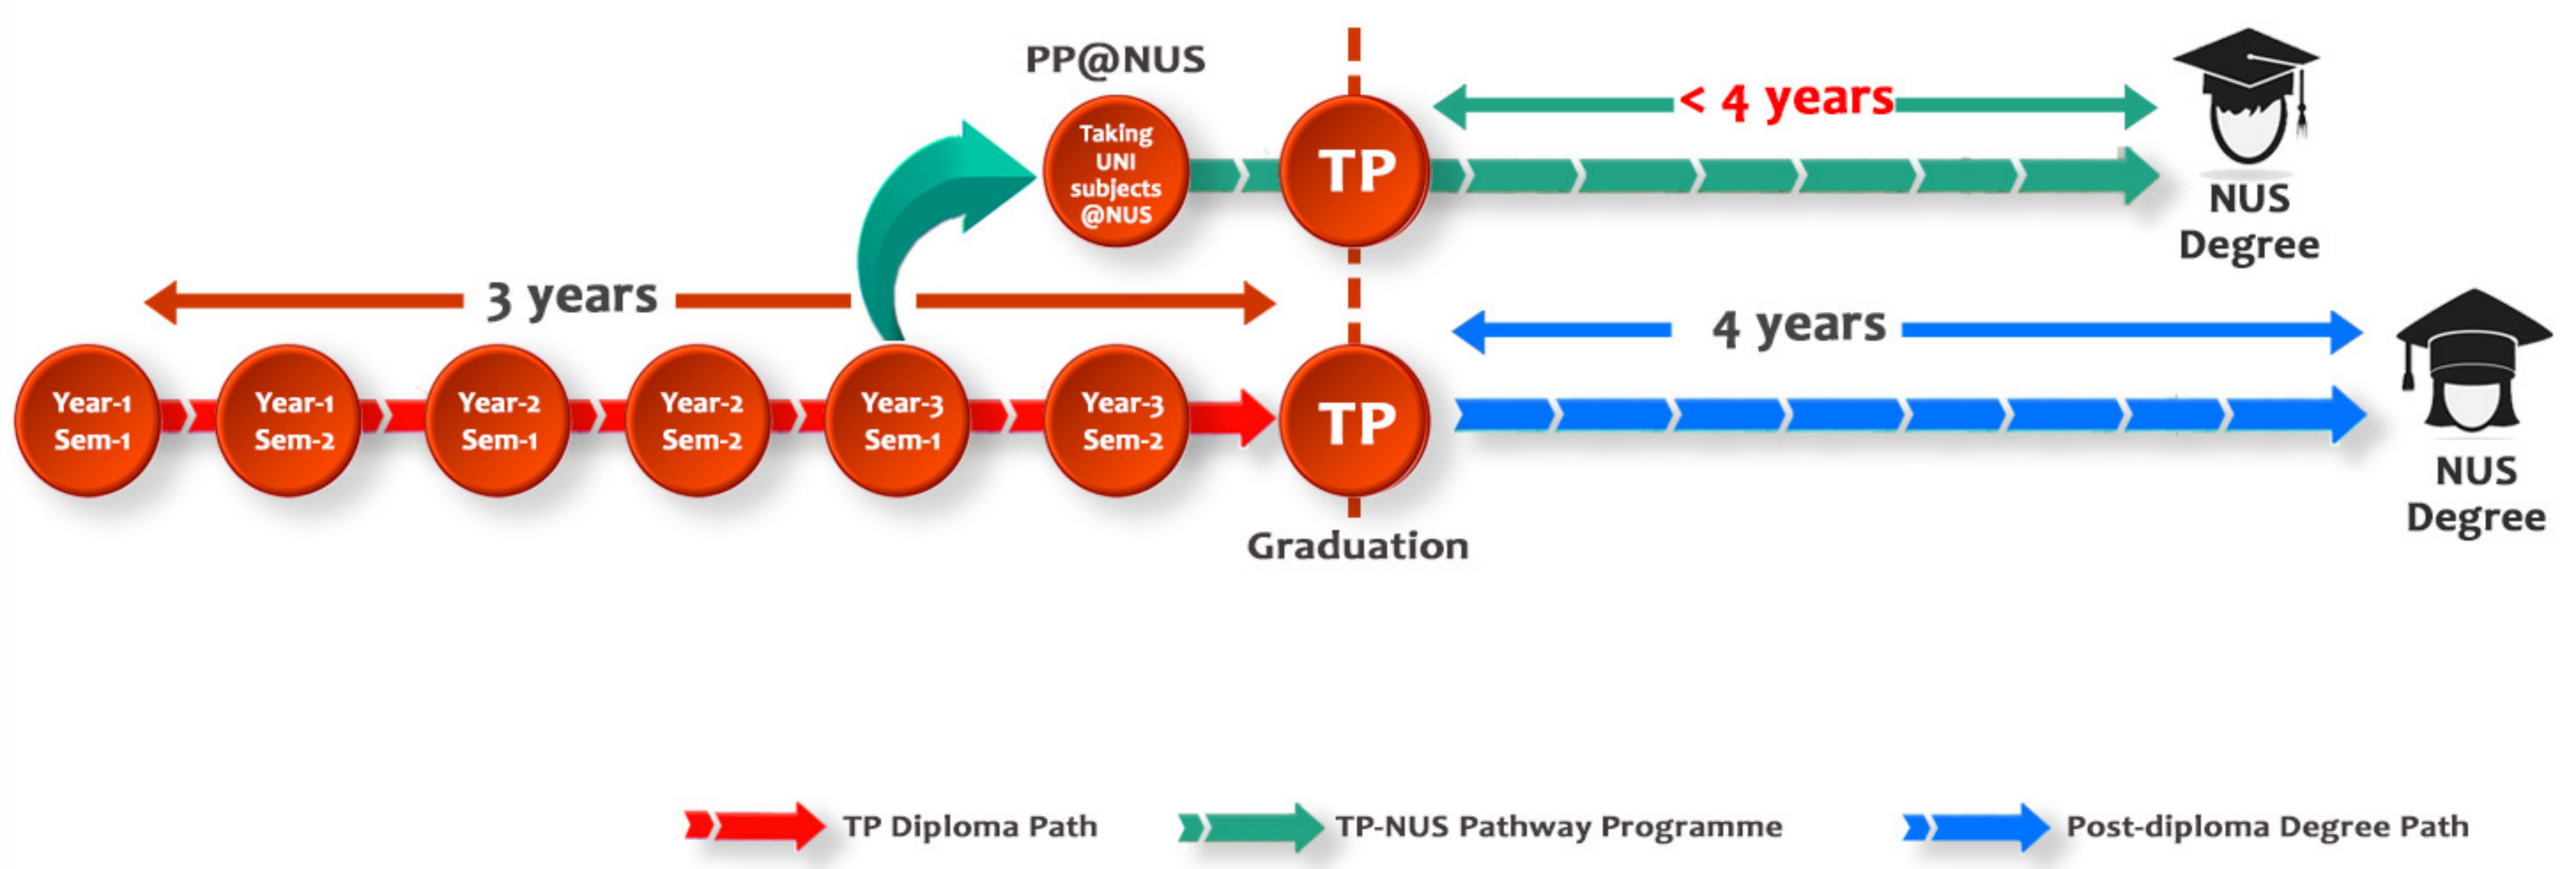 PP@NUS
Taking
UNI
subjects
@NUS
TP
< 4 years
NUS
Degree
3 years
4 years
Year-1
Sem-1
Year-1
Sem-2
Year-2
Sem-1
Year-2
Sem-2
Year-3
Sem-1
Year-3
Sem-2
TP
NUS
Degree
Graduation
TP Diploma Path
TP-NUS Pathway Programme
Post-diploma Degree Path